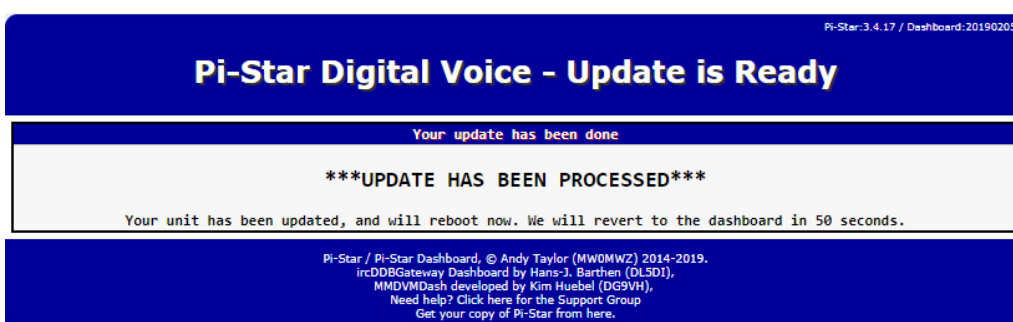 Pi-Star:3.4.17 / Dashboard:20190205
Pi-Star Digital Voice - Update is Ready
Your update has been done
***UPDATE HAS BEEN PROCESSED***
Your unit has been updated, and will reboot now. We will revert to the dashboard in 50 seconds.
Pi-Star / Pi-Star Dashboard, © Andy Taylor (MW0MWZ) 2014-2019.
ircDDBGateway Dashboard by Hans-J. Barthen (DL5DI),
MMDVMDash developed by Kim Huebel (DG9VH),
Need help? Click here for the Support Group
Get your copy of Pi-Star from here.